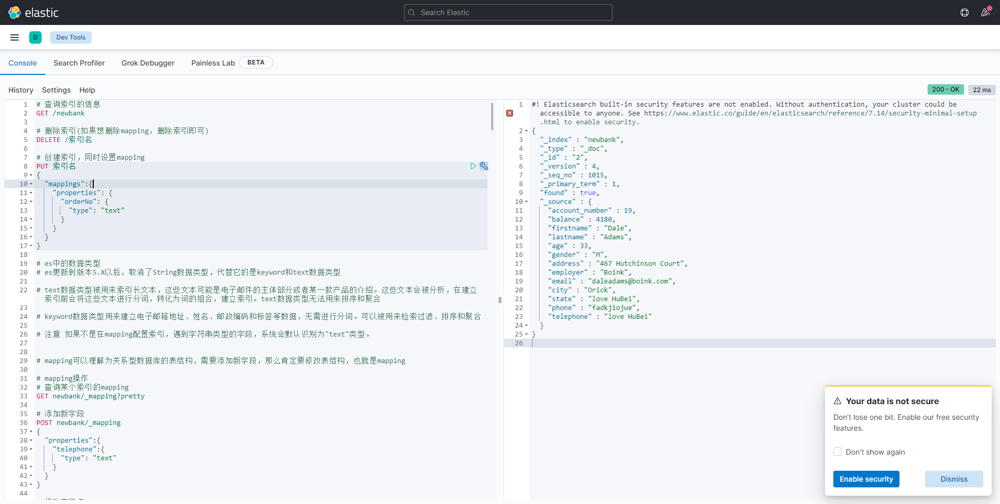 elastic
Search Elastic
D
Dev Tools
Console
Search Profiler
Grok Debugger
Painless Lab
BETA
History
Settings
Help
200 - OK
22 ms
1 # 查询索引的信息
2 GET /newbank
3
4 # 删除索引(如果想删除mapping，删除索引即可)
5 DELETE /索引名
6
7 # 创建索引，同时设置mapping
8 PUT 索引名
9 {
10 "mappings":{
11 "properties": {
12 "orderNo": {
13 "type": "text"
14 }
15 }
16 }
17 }
18
19 # es中的数据类型
20 # es更新到版本5.X以后，取消了String数据类型，代替它的是keyword和text数据类型
21
22 # text数据类型被用来索引长文本，这些文本可能是电子邮件的主体部分或者某一款产品的介绍。这些文本会被分析，在建立
索引前会将这些文本进行分词，转化为词的组合，建立索引。text数据类型无法用来排序和聚合
23
24 # keyword数据类型用来建立电子邮箱地址、姓名、邮政编码和标签等数据，无需进行分词。可以被用来检索过滤、排序和聚合
25
26 # 注意 如果不是在mapping配置索引，遇到字符串类型的字段，系统会默认识别为"text"类型。
27
28
29 # mapping可以理解为关系型数据库的表结构，需要添加新字段，那么肯定要修改表结构，也就是mapping
30
31 # mapping操作
32 # 查询某个索引的mapping
33 GET newbank/_mapping?pretty
34
35 # 添加新字段
36 POST newbank/_mapping
37 {
38 "properties":{
39 "telephone":{
40 "type": "text"
41 }
42 }
43 }
44
1 #! Elasticsearch built-in security features are not enabled. Without authentication, your cluster could be
accessible to anyone. See https://www.elastic.co/guide/en/elasticsearch/reference/7.14/security-minimal-setup
.html to enable security.
2 {
3 "_index" : "newbank",
4 "_type" : "_doc",
5 "_id" : "2",
6 "_version" : 4,
7 "_seq_no" : 1015,
8 "_primary_term" : 1,
9 "found" : true,
10 "_source" : {
11 "account_number" : 19,
12 "balance" : 4180,
13 "firstname" : "Dale",
14 "lastname" : "Adams",
15 "age" : 33,
16 "gender" : "M",
17 "address" : "467 Hutchinson Court",
18 "employer" : "Boink",
19 "email" : "daleadams@boink.com",
20 "city" : "Orick",
21 "state" : "love HuBei",
22 "phone" : "fadkjiojwe",
23 "telephone" : "love HuBei"
24 }
25 }
26
Your data is not secure
Don't lose one bit. Enable our free security
features.
Don't show again
Enable security
Dismiss